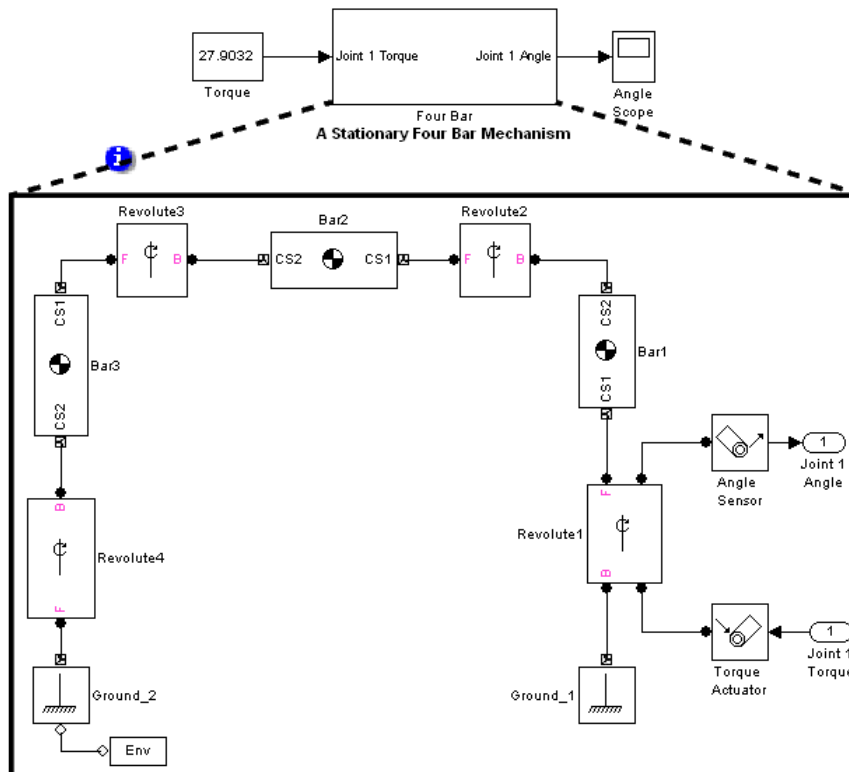 27.9032
Torque
Joint 1 Torque
Joint 1 Angle
Four Bar
Angle
Scope
A Stationary Four Bar Mechanism
i
Revolute3
F
B
Bar2
CS2
CS1
Revolute2
F
B
CS1
CS2
Bar3
CS2
CS1
Bar1
B
F
Revolute4
F
B
Revolute1
Angle
Sensor
1
Joint 1
Angle
Torque
Actuator
1
Joint 1
Torque
Ground_2
Ground_1
Env